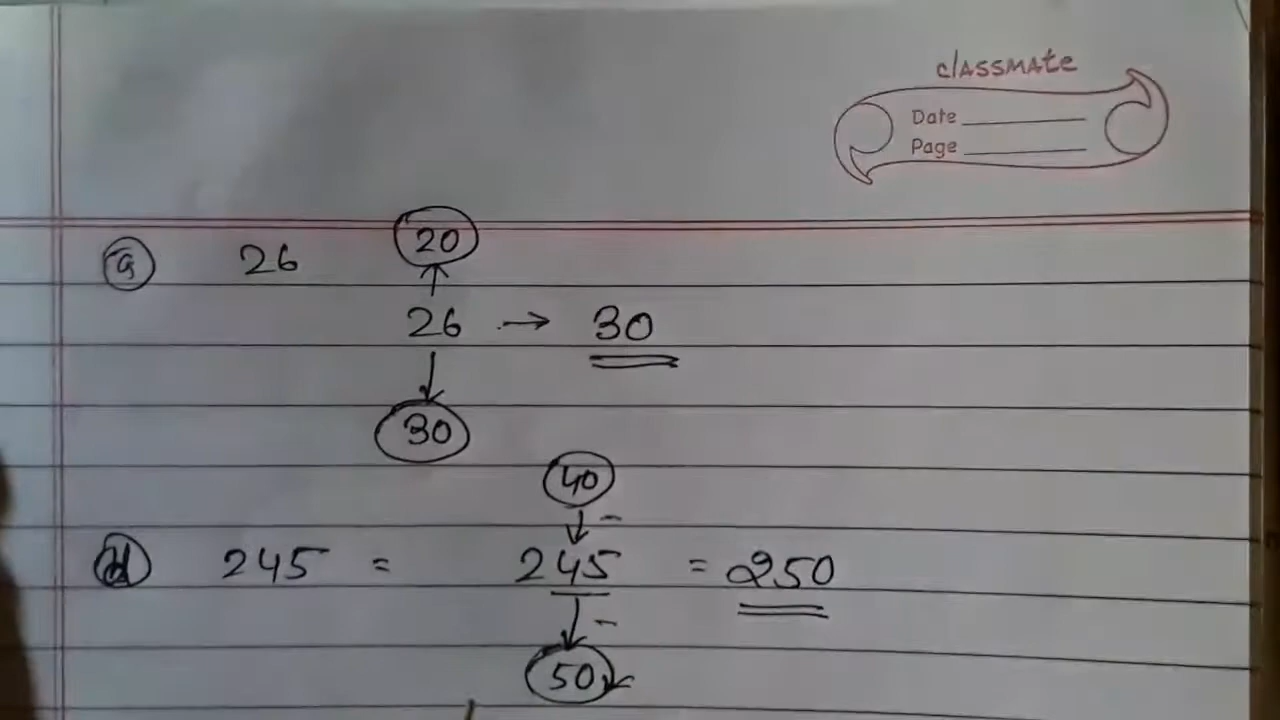 classmate
Date
Page
20
(a) 26
26 → 30
30
40
245 = 245 = 250
50